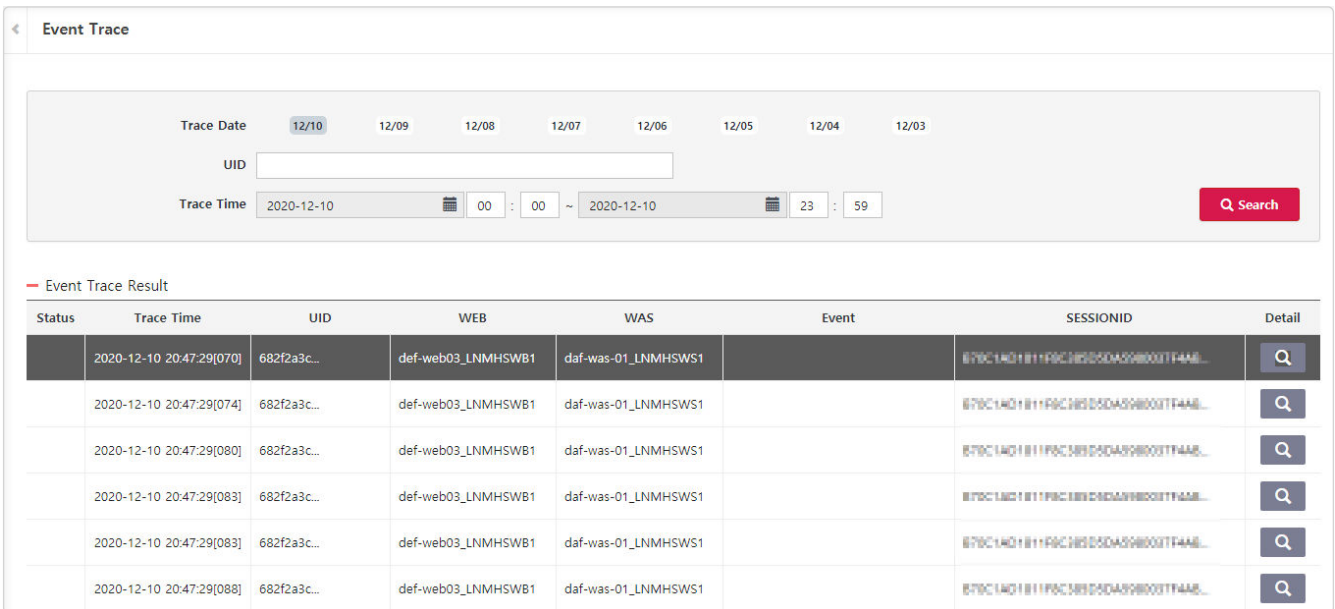 Event Trace
Trace Date 12/10 12/09 12/08 12/07 12/06 12/05 12/04 12/03
UID
Trace Time 2020-12-10 00 : 00 ~ 2020-12-10 23 : 59 Search
Event Trace Result
Status Trace Time UID WEB WAS Event SESSIONID Detail
2020-12-10 20:47:29[070] 682f2a3c... def-web03_LNMHSWB1 daf-was-01_LNMHSWS1
2020-12-10 20:47:29[074] 682f2a3c... def-web03_LNMHSWB1 daf-was-01_LNMHSWS1
2020-12-10 20:47:29[080] 682f2a3c... def-web03_LNMHSWB1 daf-was-01_LNMHSWS1
2020-12-10 20:47:29[083] 682f2a3c... def-web03_LNMHSWB1 daf-was-01_LNMHSWS1
2020-12-10 20:47:29[083] 682f2a3c... def-web03_LNMHSWB1 daf-was-01_LNMHSWS1
2020-12-10 20:47:29[088] 682f2a3c... def-web03_LNMHSWB1 daf-was-01_LNMHSWS1